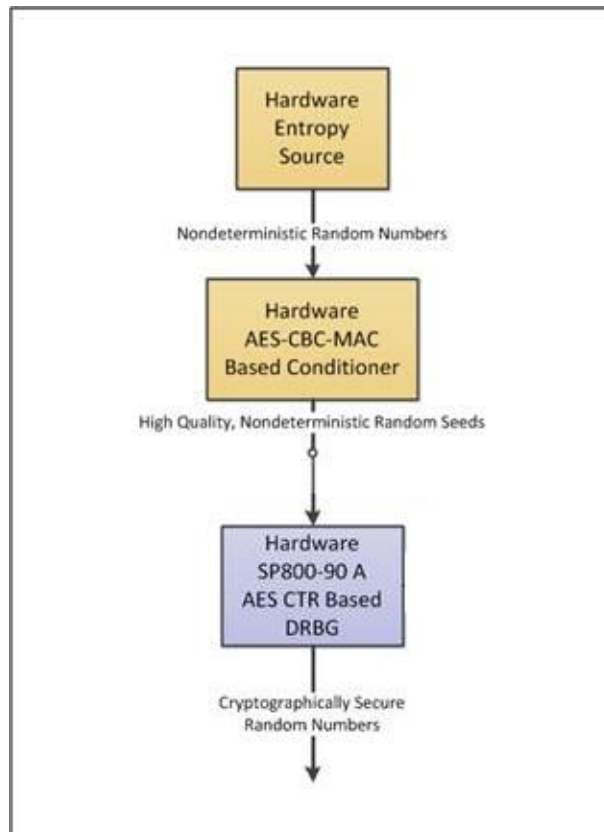 Hardware
Entropy
Source
Nondeterministic Random Numbers
Hardware
AES-CBC-MAC
Based Conditioner
High Quality, Nondeterministic Random Seeds
Hardware
SP800-90 A
AES CTR Based
DRBG
Cryptographically Secure
Random Numbers